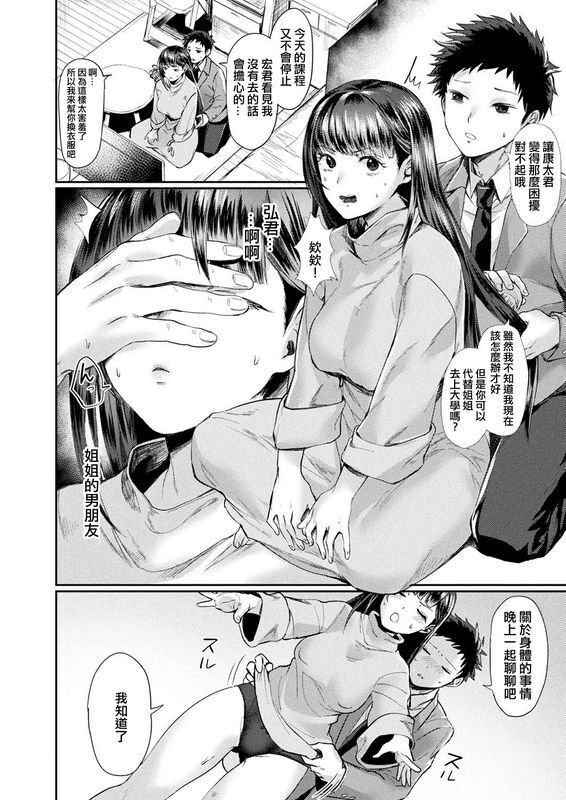 讓康太君
變得那麼困擾
對不起哦
今天的課程
又不會停止
宏君看見我
沒有去的話
會擔心的…
啊…
因為這樣太害羞了
所以我來幫你換衣服吧
欸欸！
雖然我不知道我現在
該怎麼辦才好
但是你可以
代替姐姐
去上大學嗎？
弘君…
…啊啊
んっ
姐姐的男朋友
關於身體的事情
晚上一起聊聊吧
スル
スル
我知道了